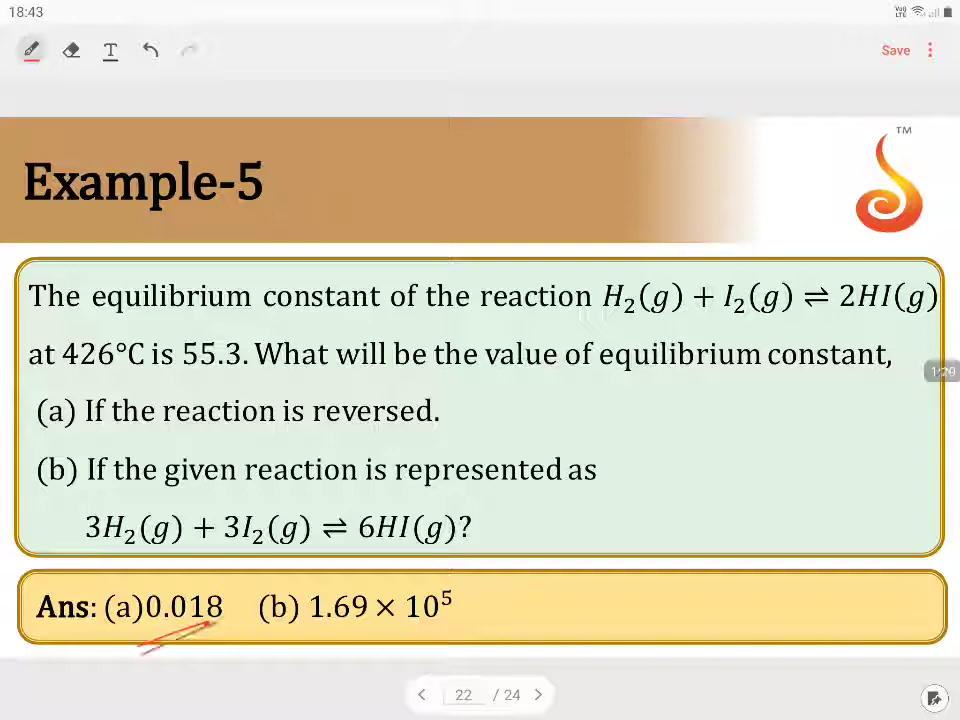 18:43
Save
TM
Example-5
The equilibrium constant of the reaction H₂(g) + I₂(g) ⇌ 2HI(g)
at 426°C is 55.3. What will be the value of equilibrium constant,
(a) If the reaction is reversed.
(b) If the given reaction is represented as
3H₂(g) + 3I₂(g) ⇌ 6HI(g)?
Ans: (a)0.018 (b) 1.69 × 10⁵
22 / 24